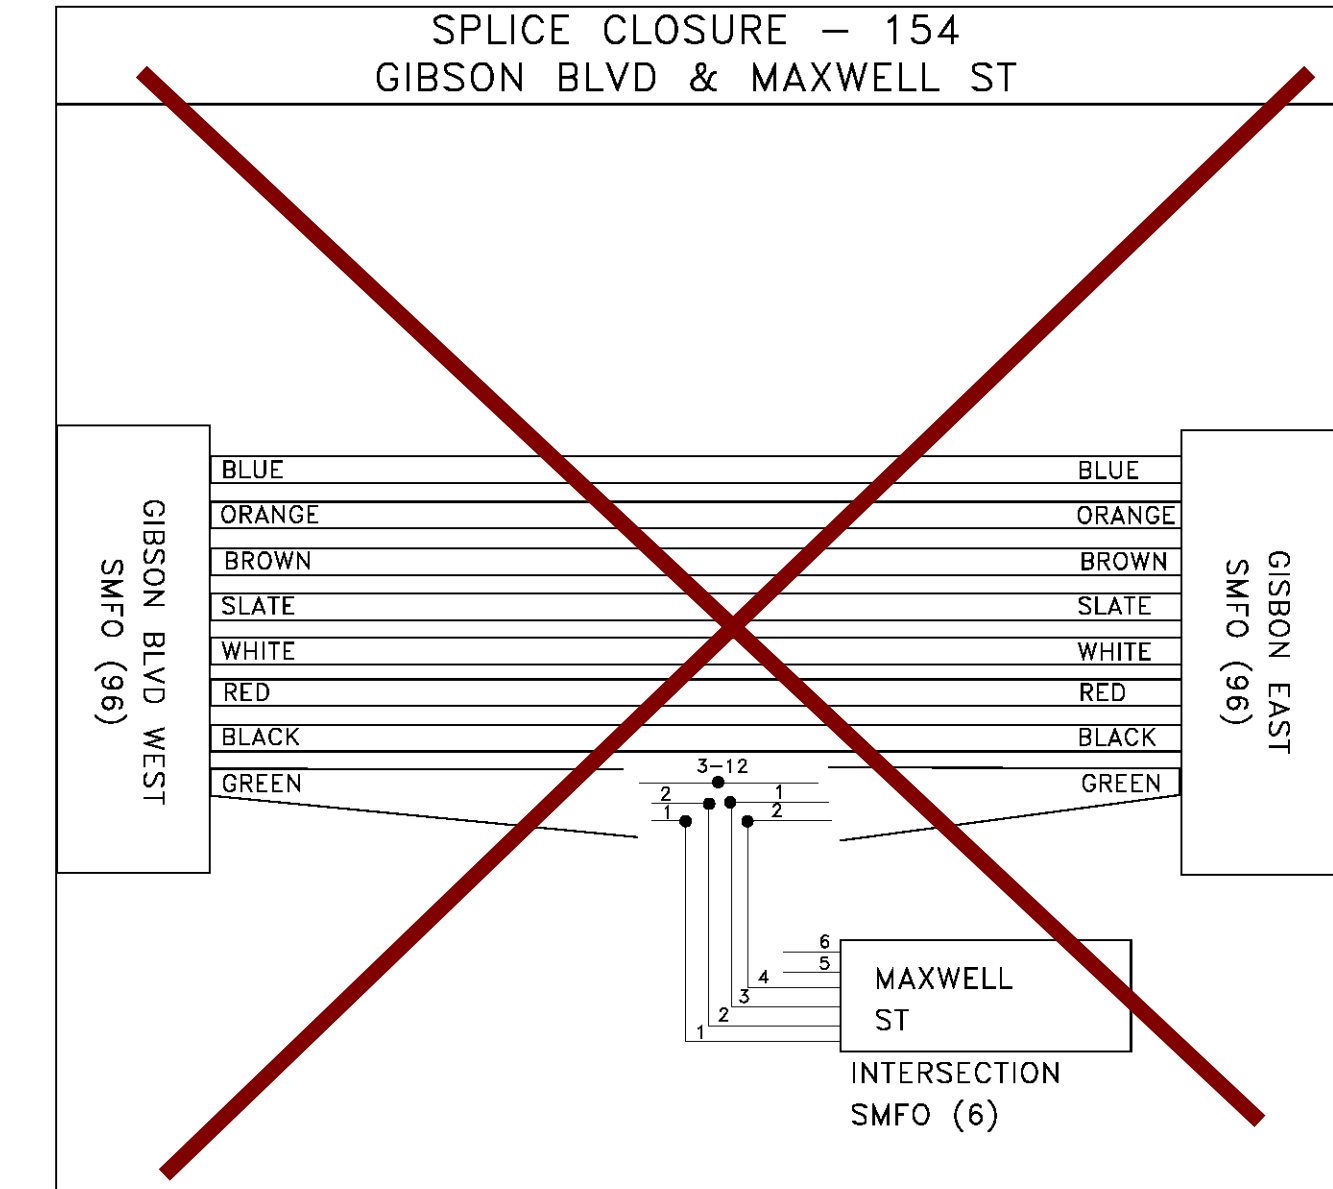 SPLICE CLOSURE – 154
GIBSON BLVD & MAXWELL ST
GIBSON BLVD WEST
SMFO (96)
BLUE
ORANGE
BROWN
SLATE
WHITE
RED
BLACK
GREEN
BLUE
ORANGE
BROWN
SLATE
WHITE
RED
BLACK
GREEN
GISBON EAST
SMFO (96)
3–12
2
1
1
2
6
5
4
3
2
1
MAXWELL
ST
INTERSECTION
SMFO (6)